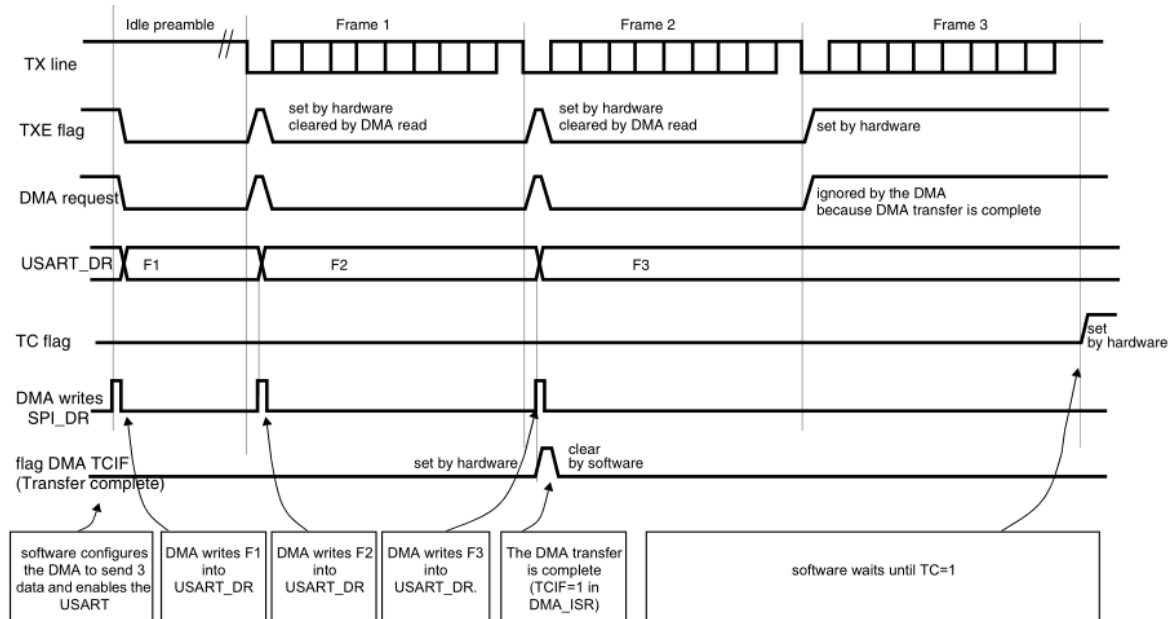 Idle preamble
Frame 1
Frame 2
Frame 3
TX line
TXE flag
set by hardware
cleared by DMA read
set by hardware
cleared by DMA read
set by hardware
DMA request
ignored by the DMA
because DMA transfer is complete
USART_DR
F1
F2
F3
TC flag
set
by hardware
DMA writes
SPI_DR
flag DMA TCIF
(Transfer complete)
set by hardware
clear
by software
software configures
the DMA to send 3
data and enables the
USART
DMA writes F1
into
USART_DR
DMA writes F2
into
USART_DR
DMA writes F3
into
USART_DR.
The DMA transfer
is complete
(TCIF=1 in
DMA_ISR)
software waits until TC=1